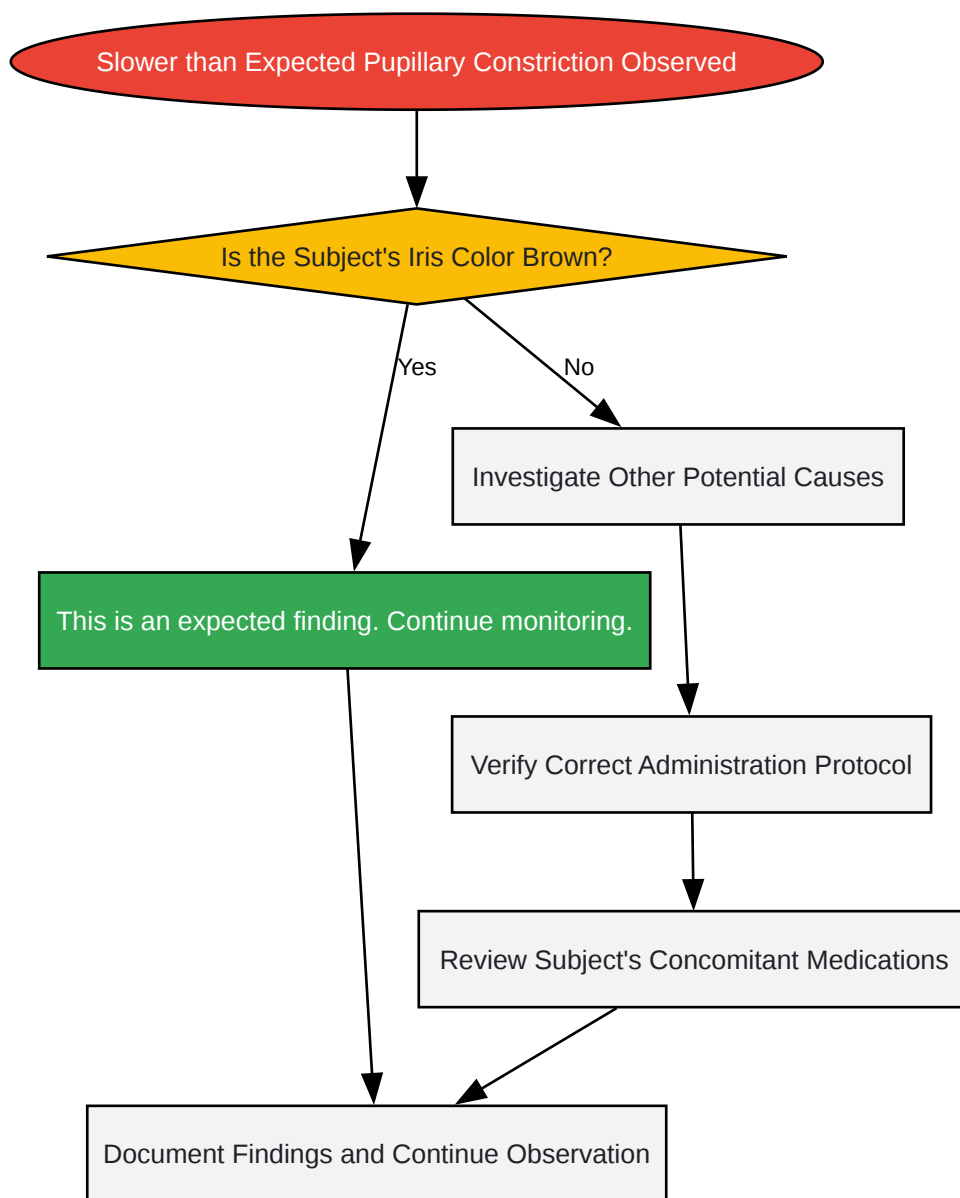 Slower than Expected Pupillary Constriction Observed
Is the Subject's Iris Color Brown?
Yes
No
Investigate Other Potential Causes
This is an expected finding. Continue monitoring.
Verify Correct Administration Protocol
Review Subject's Concomitant Medications
Document Findings and Continue Observation